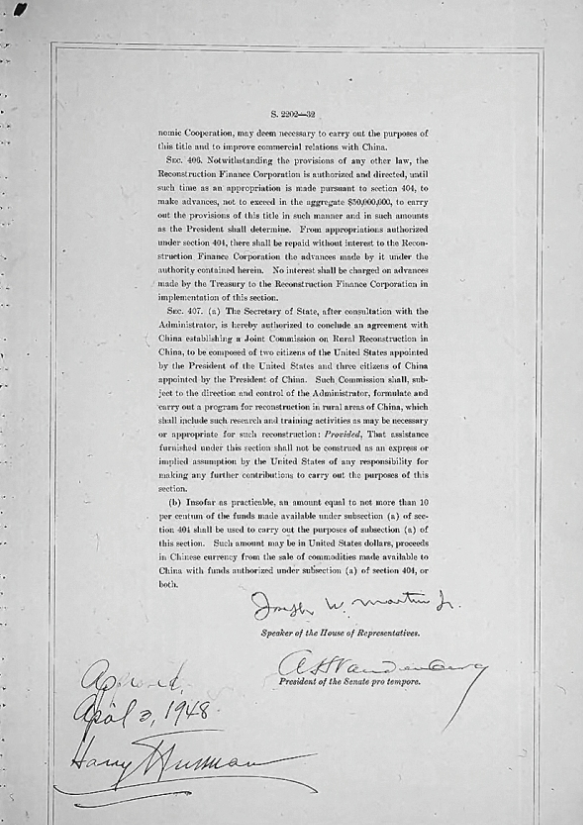 S. 2202—32
nomic Cooperation, may deem necessary to carry out the purposes of
this title and to improve commercial relations with China.
SEC. 406. Notwithstanding the provisions of any other law, the
Reconstruction Finance Corporation is authorized and directed, until
such time as an appropriation is made pursuant to section 404, to
make advances, not to exceed in the aggregate $50,000,000, to carry
out the provisions of this title in such manner and in such amounts
as the President shall determine. From appropriations authorized
under section 404, there shall be repaid without interest to the Recon-
struction Finance Corporation the advances made by it under the
authority contained herein. No interest shall be charged on advances
made by the Treasury to the Reconstruction Finance Corporation in
implementation of this section.
SEC. 407. (a) The Secretary of State, after consultation with the
Administrator, is hereby authorized to conclude an agreement with
China establishing a Joint Commission on Rural Reconstruction in
China, to be composed of two citizens of the United States appointed
by the President of the United States and three citizens of China
appointed by the President of China. Such Commission shall, sub-
ject to the direction and control of the Administrator, formulate and
carry out a program for reconstruction in rural areas of China, which
shall include such research and training activities as may be necessary
or appropriate for such reconstruction: Provided, That assistance
furnished under this section shall not be construed as an express or
implied assumption by the United States of any responsibility for
making any further contributions to carry out the purposes of this
section.
(b) Insofar as practicable, an amount equal to not more than 10
per centum of the funds made available under subsection (a) of sec-
tion 404 shall be used to carry out the purposes of subsection (a) of
this section. Such amount may be in United States dollars, proceeds
in Chinese currency from the sale of commodities made available to
China with funds authorized under subsection (a) of section 404, or
both.
Joseph W. Martin Jr.
Speaker of the House of Representatives.
AHVandenberg
President of the Senate pro tempore.
Approved,
April 3, 1948
Harry Truman